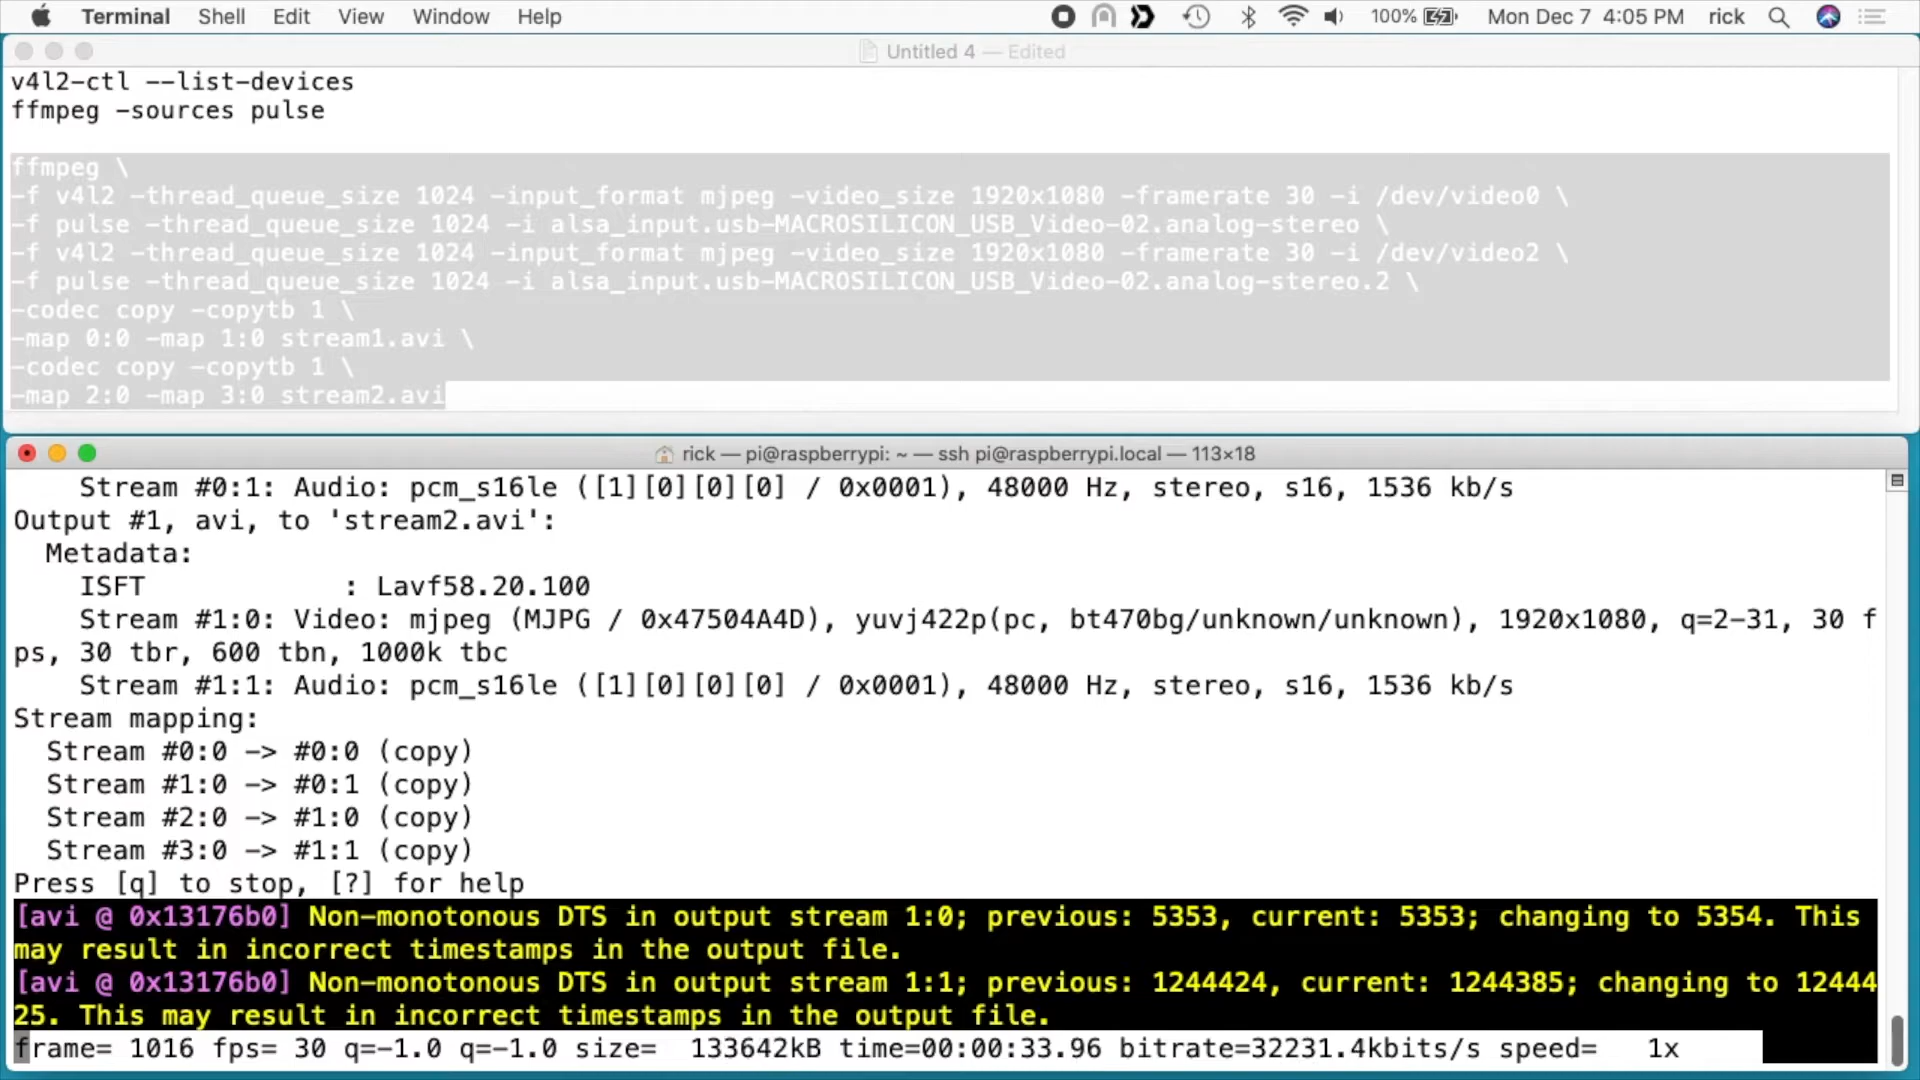 Terminal Shell Edit View Window Help 100% Mon Dec 7 4:05 PM rick
Untitled 4 — Edited
v4l2-ctl --list-devices
ffmpeg -sources pulse
ffmpeg \
-f v4l2 -thread_queue_size 1024 -input_format mjpeg -video_size 1920x1080 -framerate 30 -i /dev/video0 \
-f pulse -thread_queue_size 1024 -i alsa_input.usb-MACROSILICON_USB_Video-02.analog-stereo \
-f v4l2 -thread_queue_size 1024 -input_format mjpeg -video_size 1920x1080 -framerate 30 -i /dev/video2 \
-f pulse -thread_queue_size 1024 -i alsa_input.usb-MACROSILICON_USB_Video-02.analog-stereo.2 \
-codec copy -copytb 1 \
-map 0:0 -map 1:0 stream1.avi \
-codec copy -copytb 1 \
-map 2:0 -map 3:0 stream2.avi
rick — pi@raspberrypi: ~ — ssh pi@raspberrypi.local — 113×18
Stream #0:1: Audio: pcm_s16le ([1][0][0][0] / 0x0001), 48000 Hz, stereo, s16, 1536 kb/s
Output #1, avi, to 'stream2.avi':
Metadata:
ISFT : Lavf58.20.100
Stream #1:0: Video: mjpeg (MJPG / 0x47504A4D), yuvj422p(pc, bt470bg/unknown/unknown), 1920x1080, q=2-31, 30 f
ps, 30 tbr, 600 tbn, 1000k tbc
Stream #1:1: Audio: pcm_s16le ([1][0][0][0] / 0x0001), 48000 Hz, stereo, s16, 1536 kb/s
Stream mapping:
Stream #0:0 -> #0:0 (copy)
Stream #1:0 -> #0:1 (copy)
Stream #2:0 -> #1:0 (copy)
Stream #3:0 -> #1:1 (copy)
Press [q] to stop, [?] for help
[avi @ 0x13176b0] Non-monotonous DTS in output stream 1:0; previous: 5353, current: 5353; changing to 5354. This
may result in incorrect timestamps in the output file.
[avi @ 0x13176b0] Non-monotonous DTS in output stream 1:1; previous: 1244424, current: 1244385; changing to 12444
25. This may result in incorrect timestamps in the output file.
frame= 1016 fps= 30 q=-1.0 q=-1.0 size= 133642kB time=00:00:33.96 bitrate=32231.4kbits/s speed= 1x